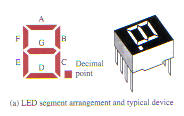 A
F B
G
E C
D
Decimal
point
(a) LED segment arrangement and typical device